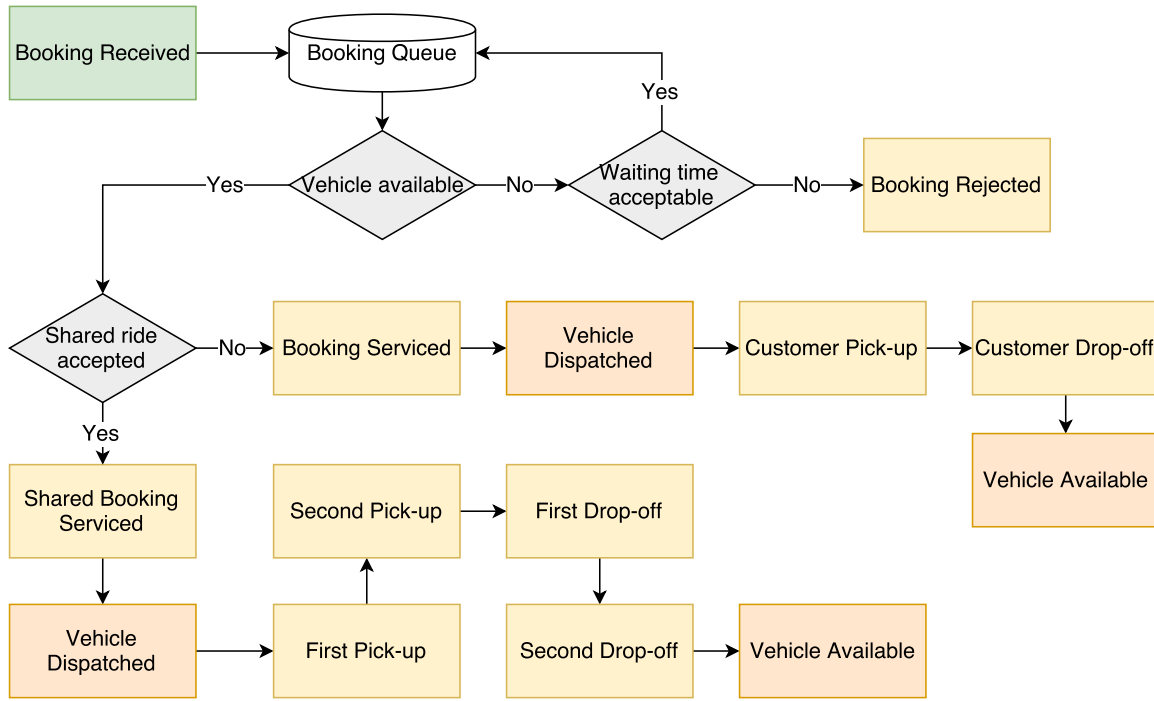 Booking Received
Booking Queue
Yes
Yes
Vehicle available
No
Waiting time
acceptable
No
Booking Rejected
Shared ride
accepted
No
Booking Serviced
Vehicle
Dispatched
Customer Pick-up
Customer Drop-off
Yes
Vehicle Available
Shared Booking
Serviced
Second Pick-up
First Drop-off
Vehicle
Dispatched
First Pick-up
Second Drop-off
Vehicle Available